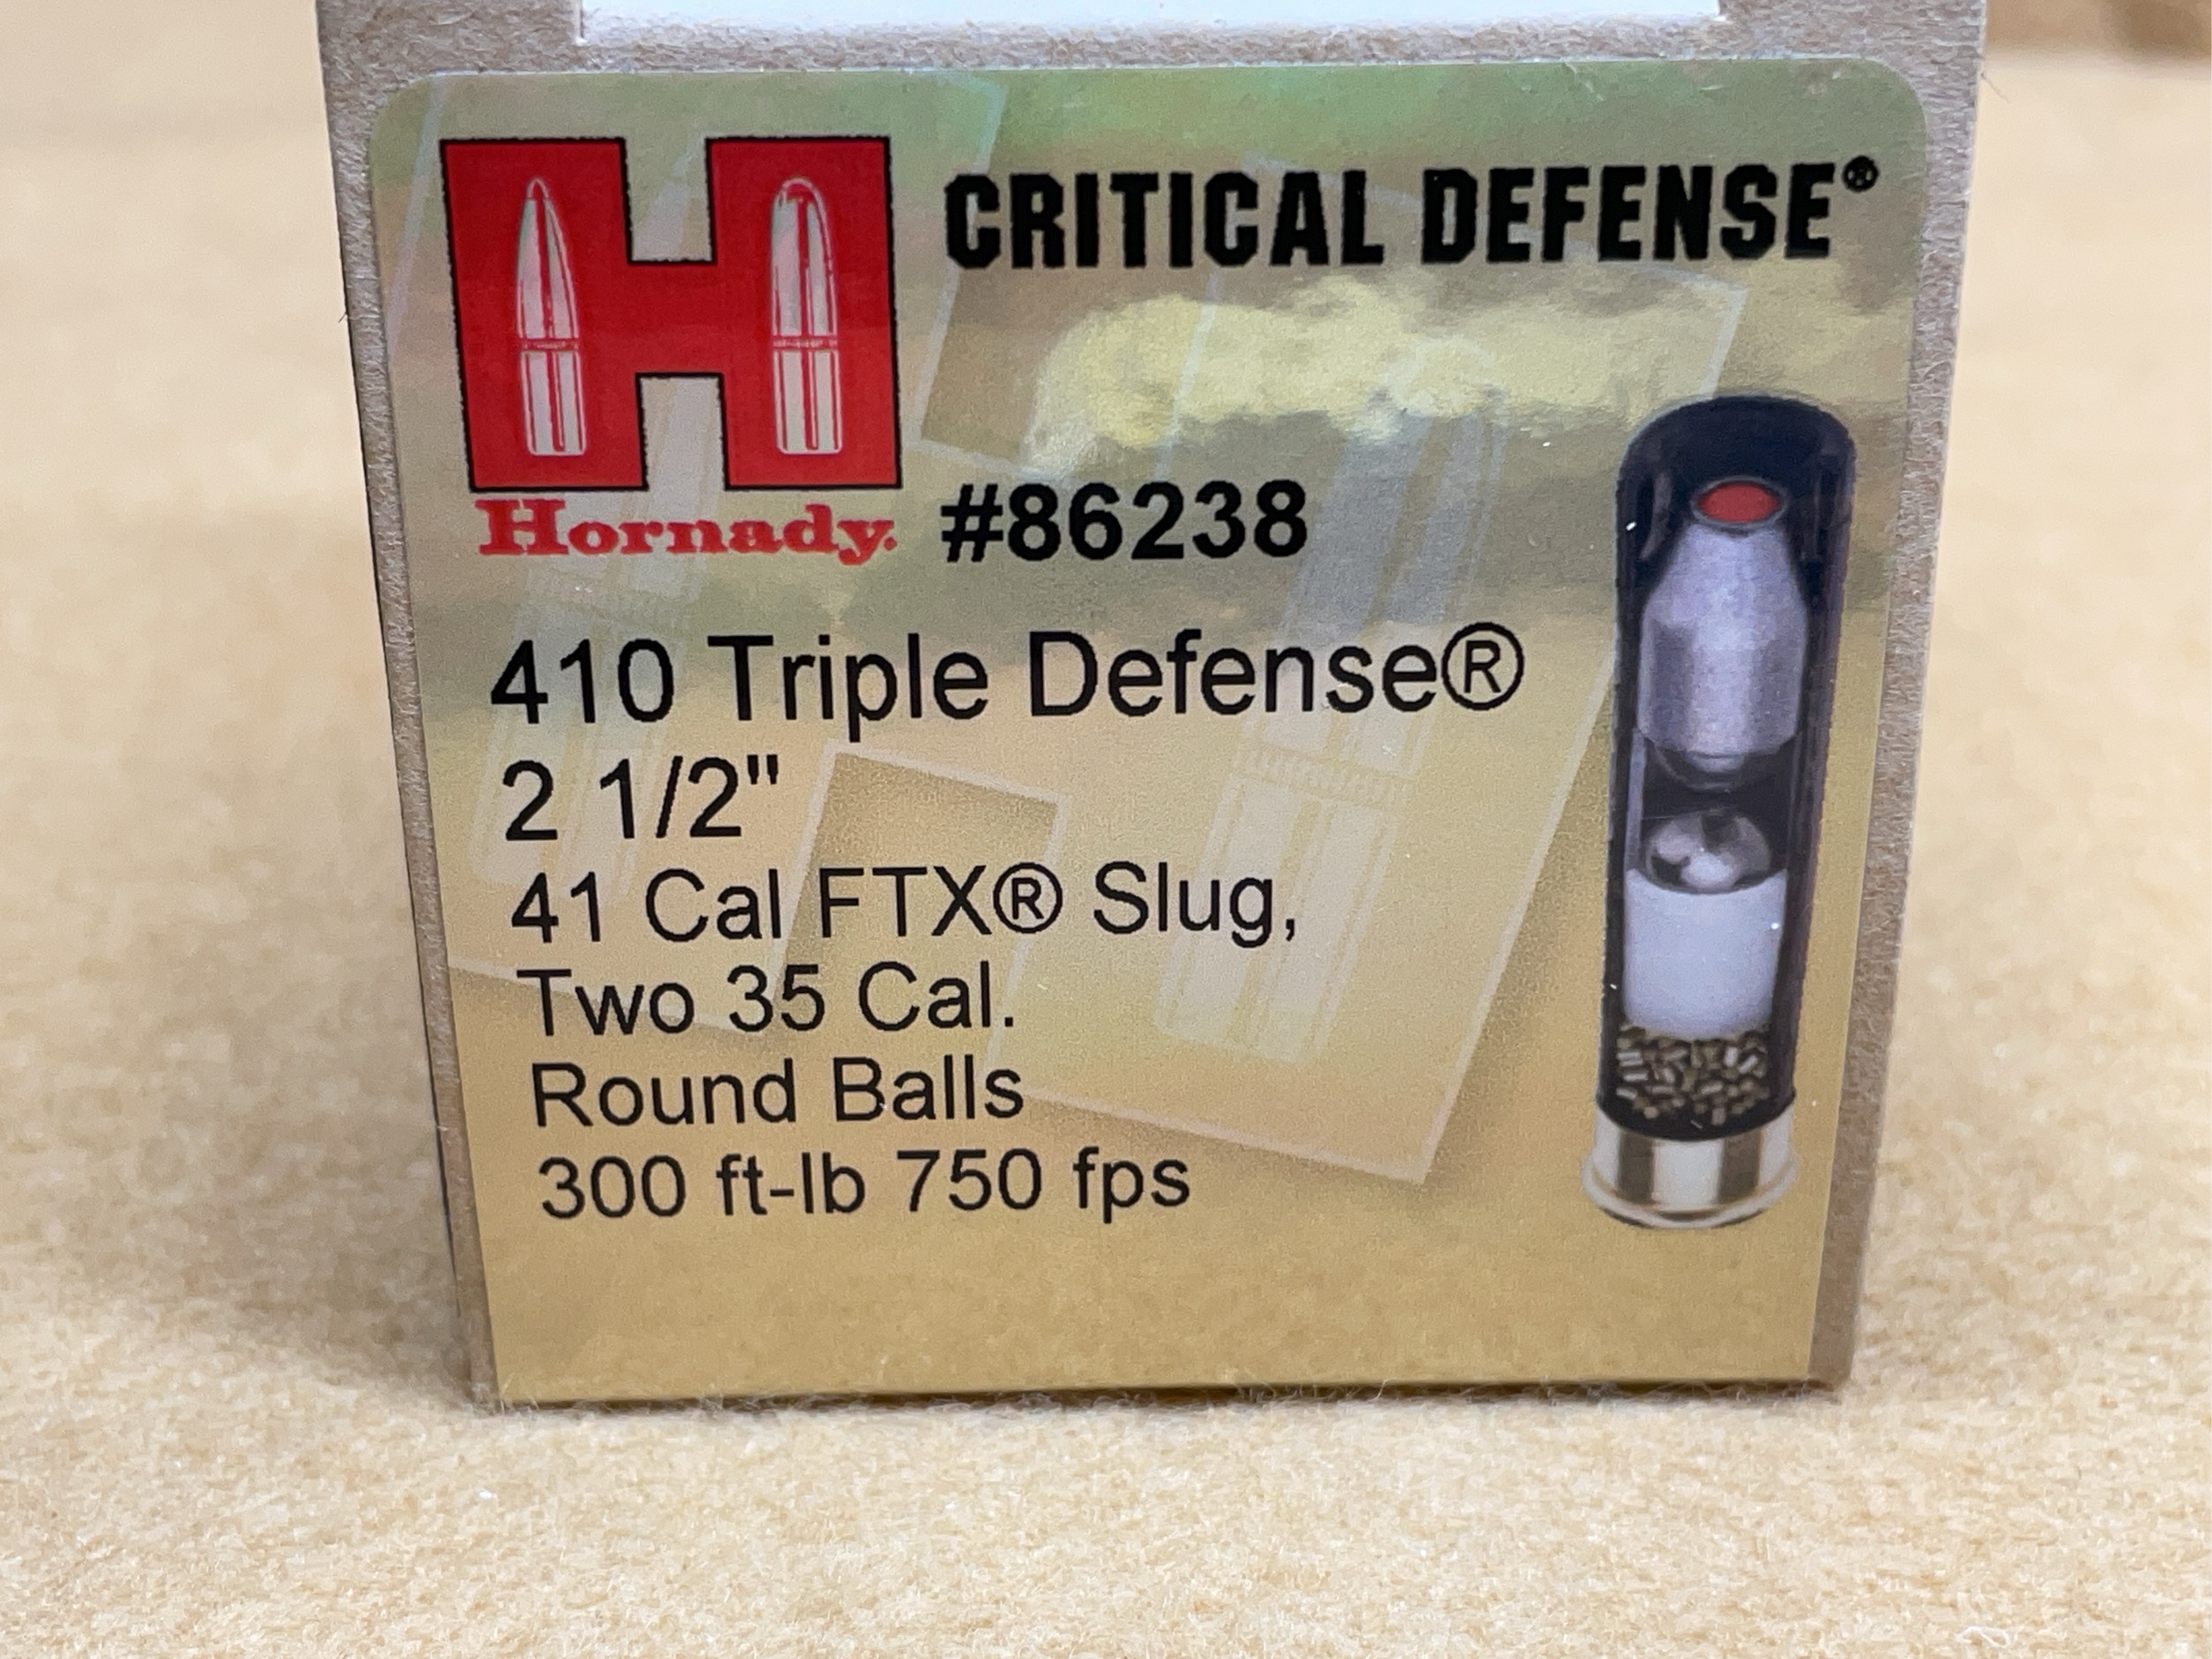 CRITICAL DEFENSE®
H
Hornady.
#86238
410 Triple Defense®
2 1/2"
41 Cal FTX® Slug,
Two 35 Cal.
Round Balls
300 ft-lb 750 fps